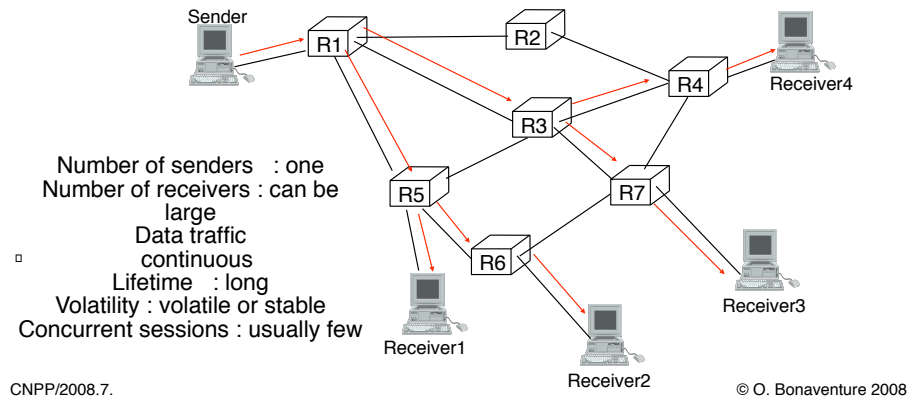 Sender
R1
R2
R4
Receiver4
R3
Number of senders : one
Number of receivers : can be
large
Data traffic
continuous
Lifetime : long
Volatility : volatile or stable
Concurrent sessions : usually few
R5
R7
R6
Receiver1
Receiver2
Receiver3
CNPP/2008.7.
© O. Bonaventure 2008